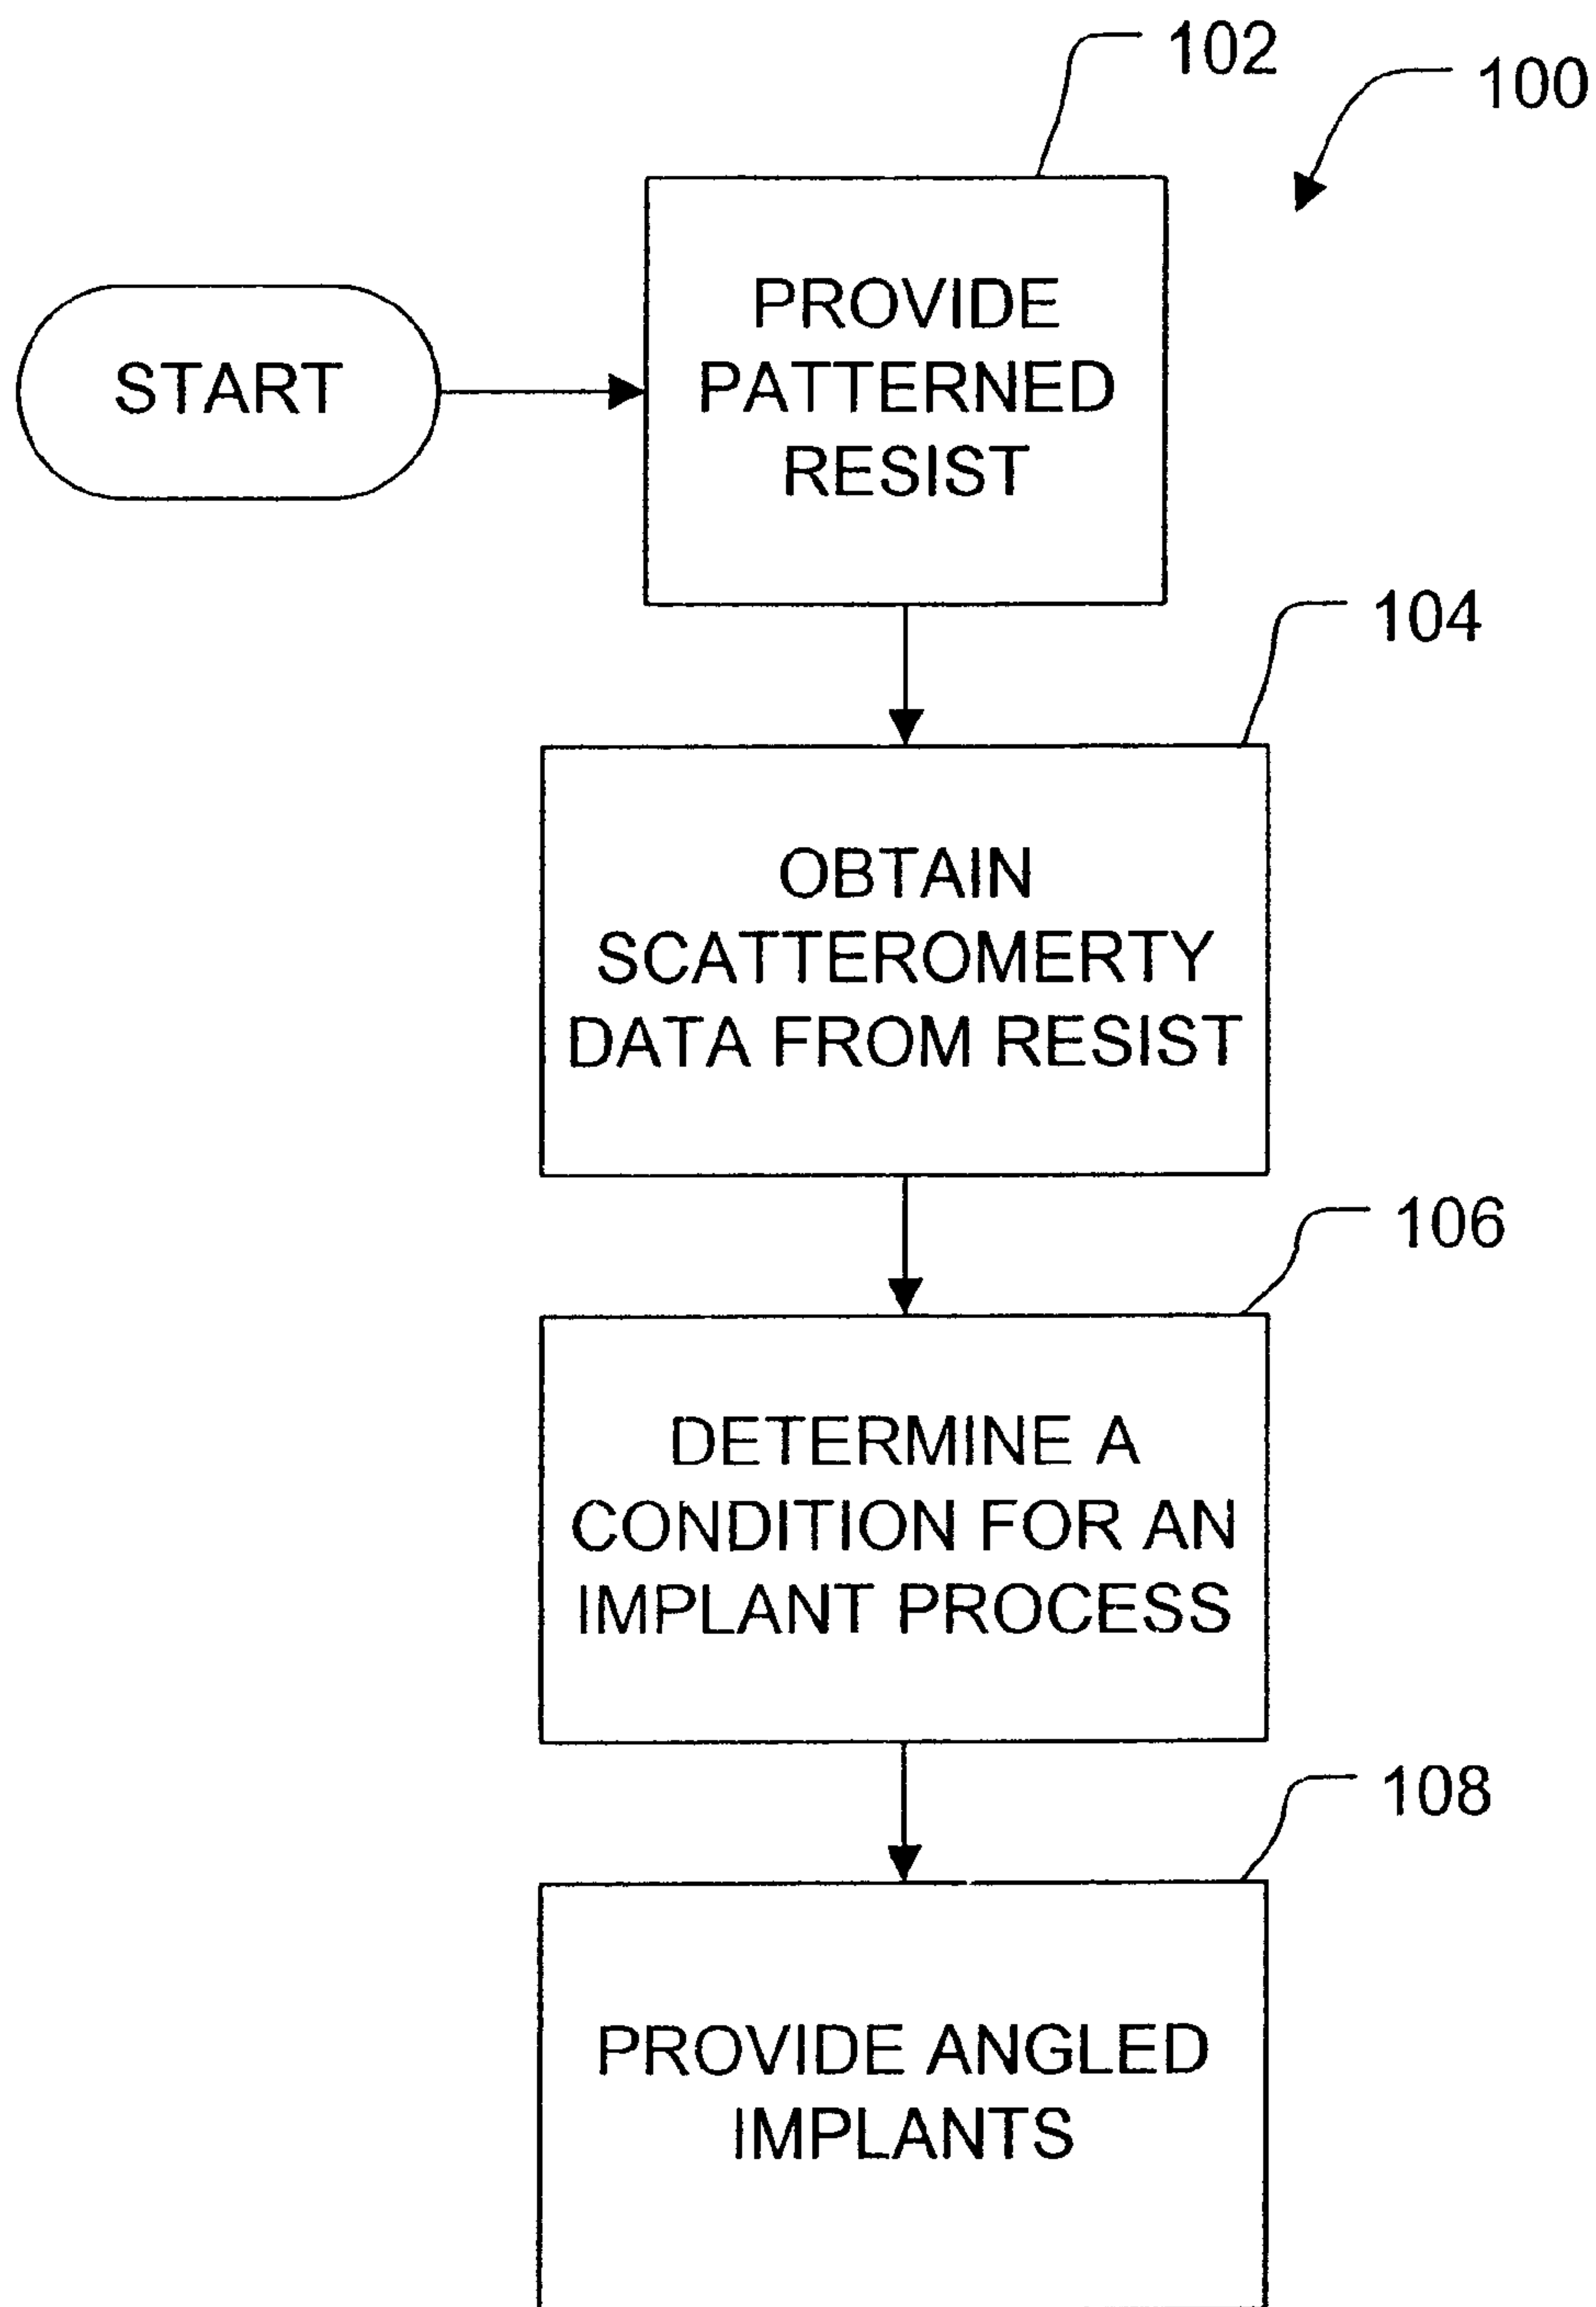 102
100
START
PROVIDE
PATTERNED
RESIST
104
OBTAIN
SCATTEROMERTY
DATA FROM RESIST
106
DETERMINE A
CONDITION FOR AN
IMPLANT PROCESS
108
PROVIDE ANGLED
IMPLANTS